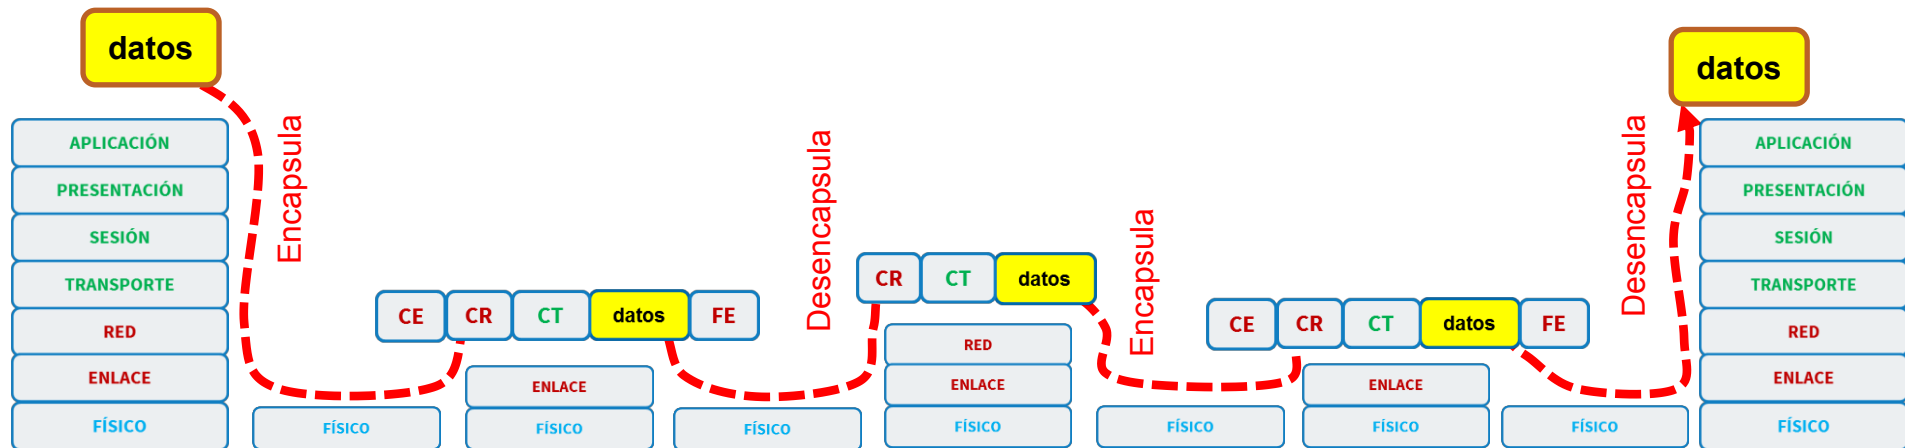 datos
APLICACIÓN
PRESENTACIÓN
SESIÓN
TRANSPORTE
RED
ENLACE
FÍSICO
Encapsula
FÍSICO
CE CR CT datos FE
ENLACE
FÍSICO
FÍSICO
Desencapsula
CR CT datos
RED
ENLACE
FÍSICO
Encapsula
FÍSICO
CE CR CT datos FE
ENLACE
FÍSICO
FÍSICO
Desencapsula
datos
APLICACIÓN
PRESENTACIÓN
SESIÓN
TRANSPORTE
RED
ENLACE
FÍSICO